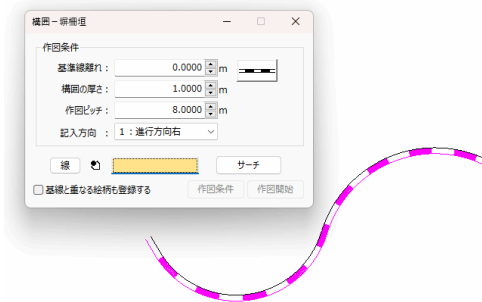 構囲－塀柵垣
作図条件
基準線離れ： 0.0000 m
構囲の厚さ： 1.0000 m
作図ピッチ： 8.0000 m
記入方向 ： 1：進行方向右
線 サーチ
基線と重なる絵柄も登録する 作図条件 作図開始